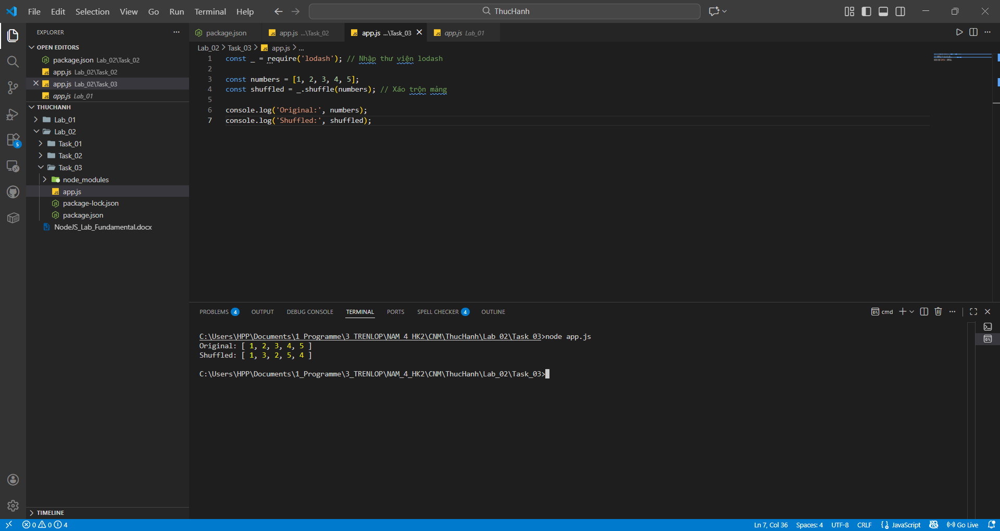 File Edit Selection View Go Run Terminal Help
ThucHanh
EXPLORER
OPEN EDITORS
package.json Lab_02\Task_02
app.js Lab_02\Task_02
app.js Lab_02\Task_03
app.js Lab_01
THUCHANH
Lab_01
Lab_02
Task_01
Task_02
Task_03
node_modules
app.js
package-lock.json
package.json
NodeJS_Lab_Fundamental.docx
TIMELINE
5
package.json
app.js ...\Task_02
app.js ...\Task_03
app.js Lab_01
Lab_02 > Task_03 > app.js > ...
1 const _ = require('lodash'); // Nhập thư viện lodash
2
3 const numbers = [1, 2, 3, 4, 5];
4 const shuffled = _.shuffle(numbers); // Xáo trộn mảng
5
6 console.log('Original:', numbers);
7 console.log('Shuffled:', shuffled);
PROBLEMS 4 OUTPUT DEBUG CONSOLE TERMINAL PORTS SPELL CHECKER 4 OUTLINE
cmd
C:\Users\HPP\Documents\1_Programme\3_TRENLOP\NAM_4_HK2\CNM\ThucHanh\Lab_02\Task_03>node app.js
Original: [ 1, 2, 3, 4, 5 ]
Shuffled: [ 1, 3, 2, 5, 4 ]
C:\Users\HPP\Documents\1_Programme\3_TRENLOP\NAM_4_HK2\CNM\ThucHanh\Lab_02\Task_03>
0 0 4
Ln 7, Col 36 Spaces: 4 UTF-8 CRLF {} JavaScript Go Live